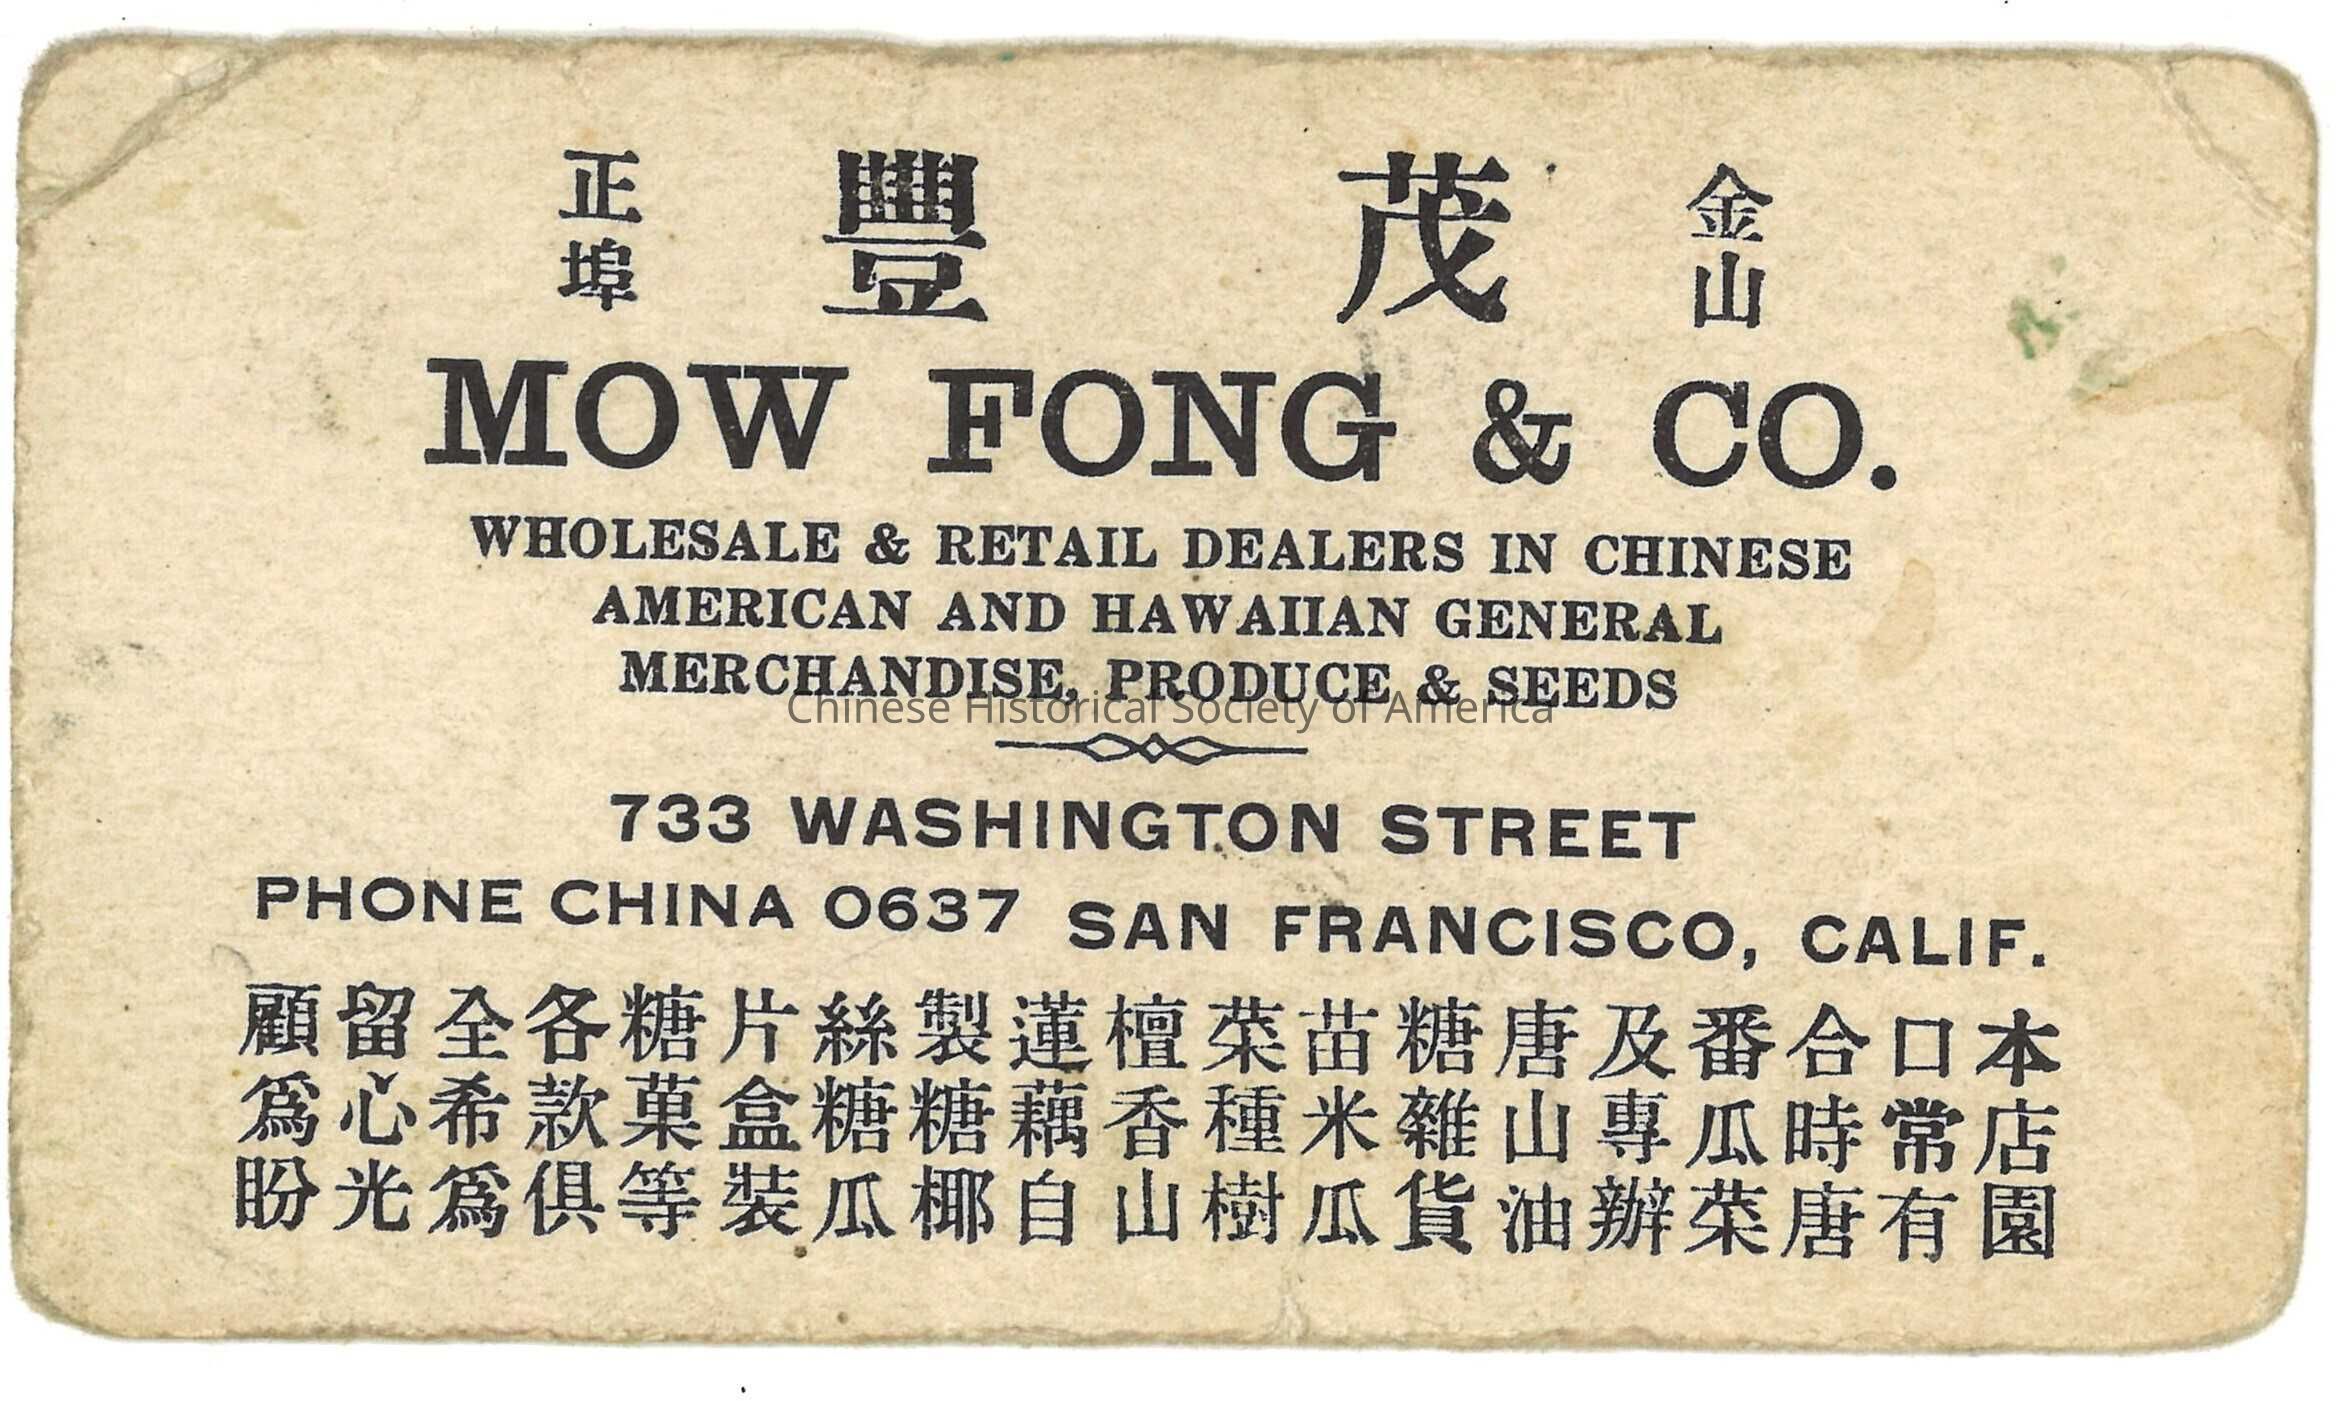 金山
茂豐
正埠
MOW FONG & CO.
WHOLESALE & RETAIL DEALERS IN CHINESE
AMERICAN AND HAWAIIAN GENERAL
MERCHANDISE, PRODUCE & SEEDS
Chinese Historical Society of America
733 WASHINGTON STREET
PHONE CHINA 0637 SAN FRANCISCO, CALIF.
本店園
口常有
合時唐
番瓜菜
及專辦
唐山油
糖雜貨
苗米瓜
菜種樹
檀香山
蓮藕自
製糖椰
絲糖瓜
片盒裝
糖菓等
各款俱
全希爲
留心光
顧爲盼